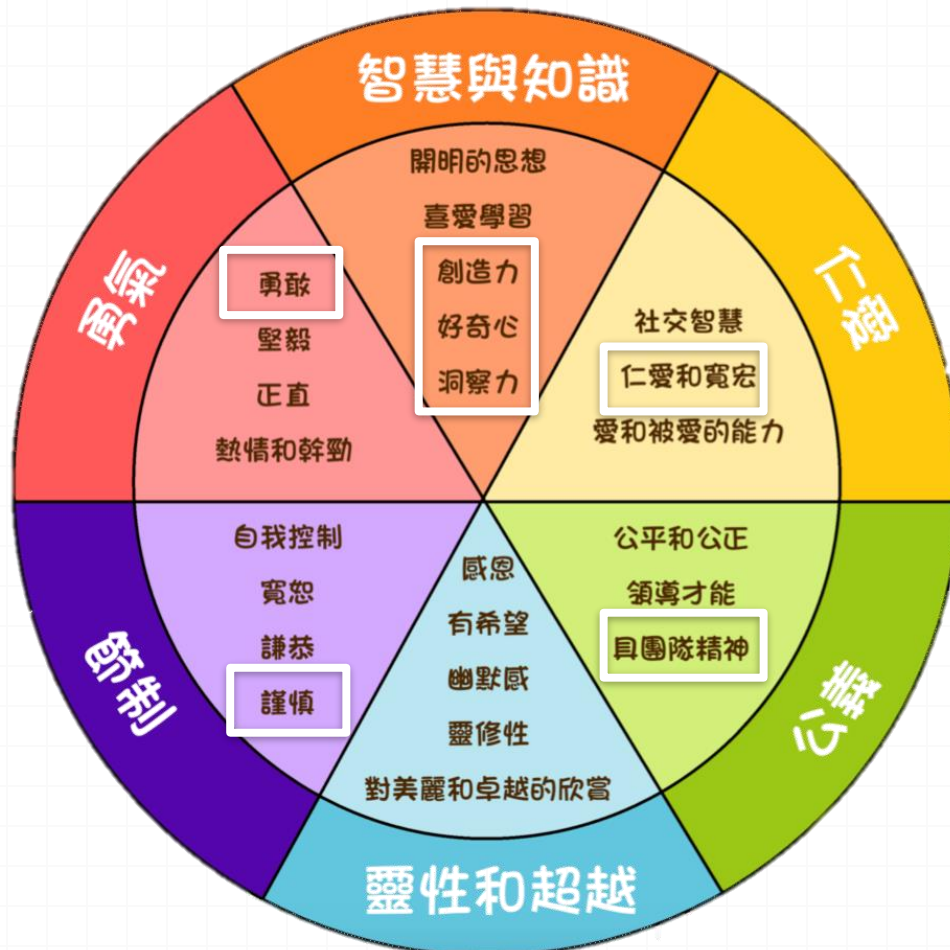 智慧與知識
開明的思想
喜愛學習
創造力
好奇心
洞察力
仁愛
社交智慧
仁愛和寬宏
愛和被愛的能力
義公
公平和公正
領導才能
具團隊精神
靈性和超越
感恩
有希望
幽默感
靈修性
對美麗和卓越的欣賞
節制
自我控制
寬恕
謙恭
謹慎
勇氣
勇敢
堅毅
正直
熱情和幹勁